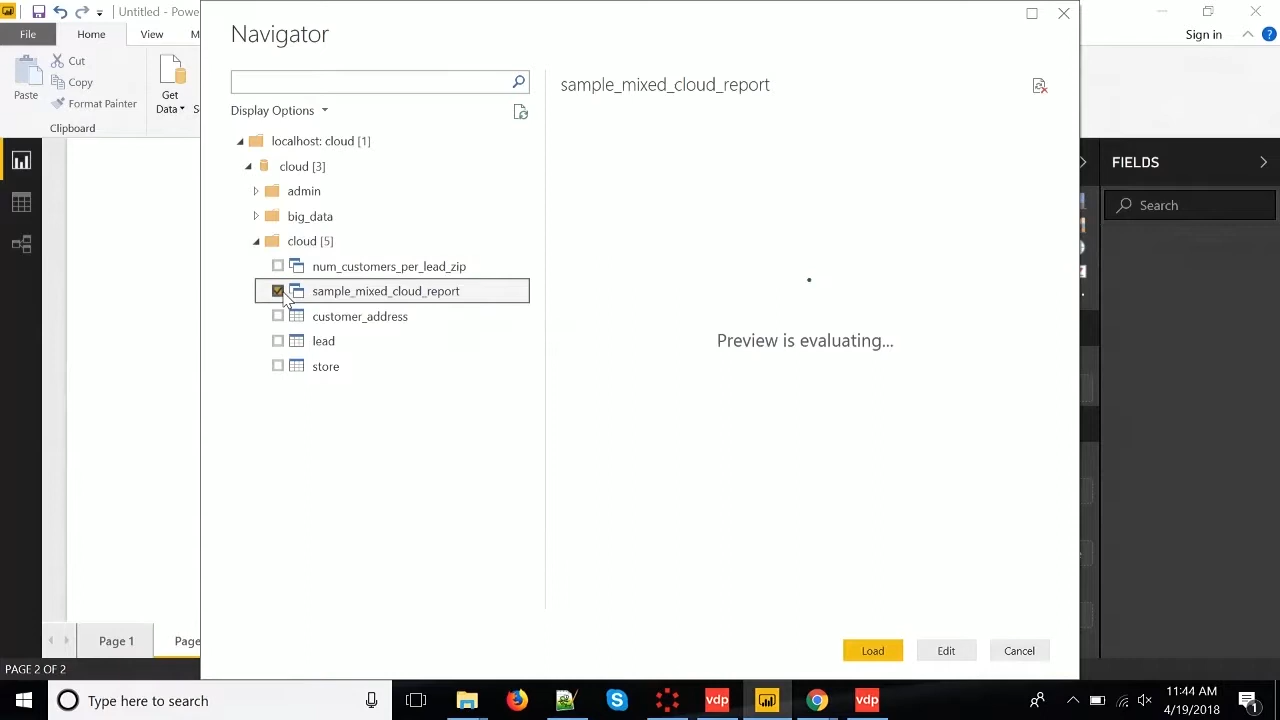 Untitled - Powe
Navigator
Sign in
File
Home
View
M
Cut
Copy
Format Painter
Paste
Get
Data
S
Clipboard
Display Options
sample_mixed_cloud_report
localhost: cloud [1]
cloud [3]
admin
big_data
cloud [5]
num_customers_per_lead_zip
sample_mixed_cloud_report
customer_address
lead
store
Preview is evaluating...
FIELDS
Search
Load
Edit
Cancel
Page 1
Page
PAGE 2 OF 2
Type here to search
vdp
vdp
11:44 AM
4/19/2018
1